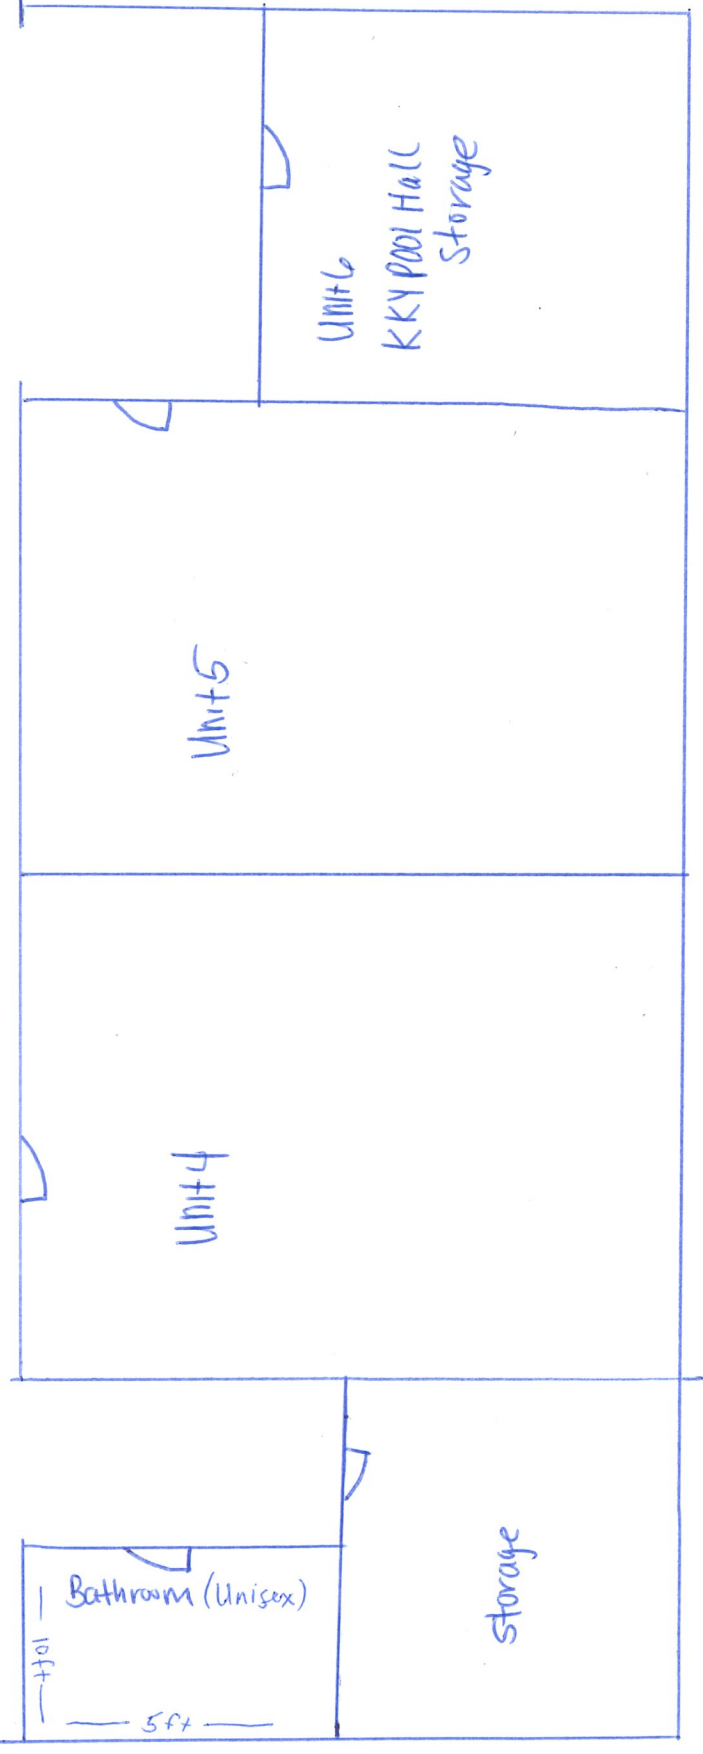 Unit 6
KKY Pool Hall
Storage
Unit 5
Unit 4
Bathroom (Unisex)
10ft
5ft
Storage